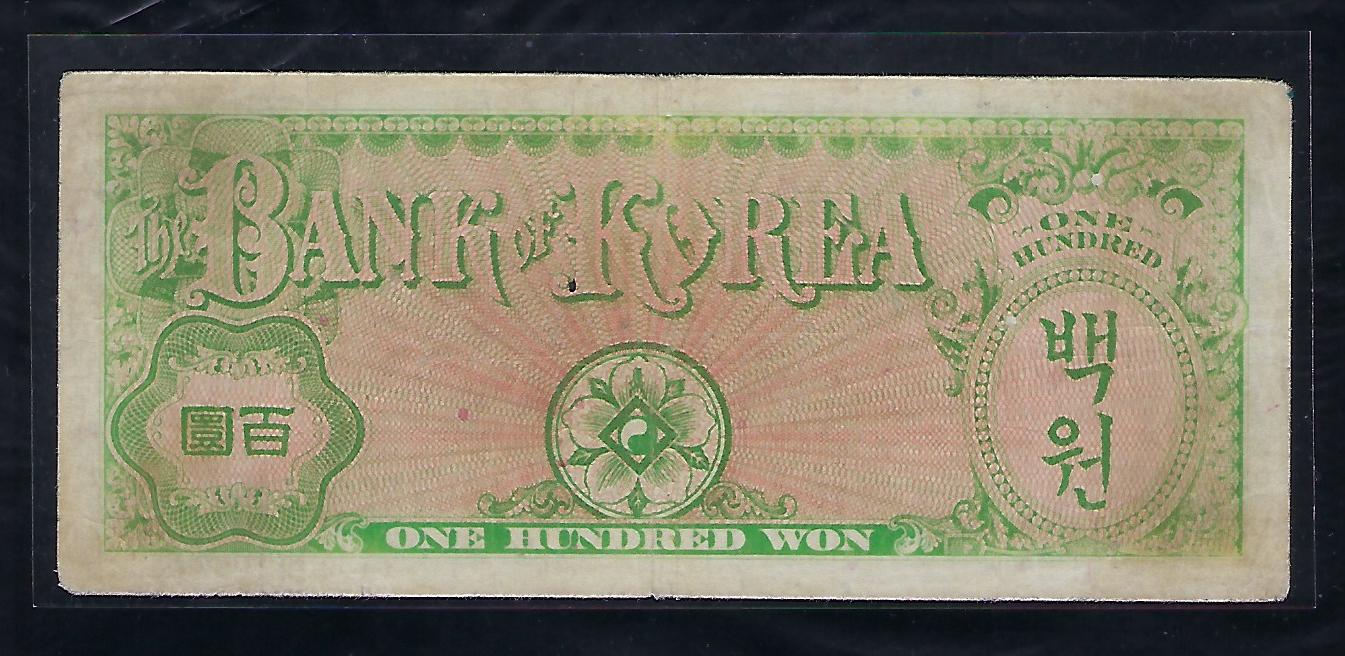 The BANK OF KOREA
ONE
HUNDRED
백
원
圓百
ONE HUNDRED WON